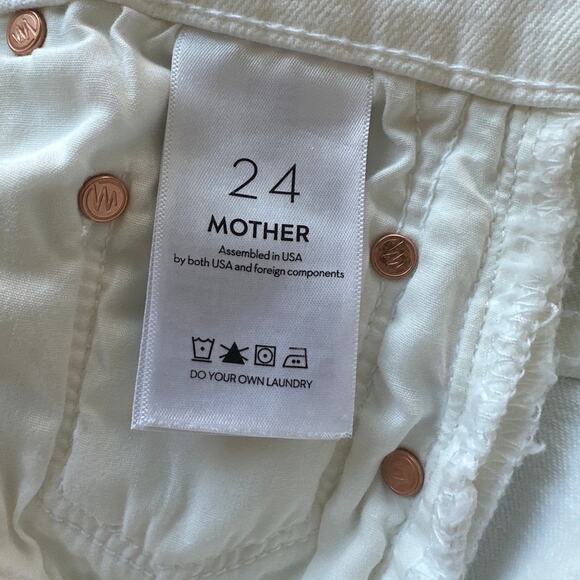 24
MOTHER
Assembled in USA
by both USA and foreign components
DO YOUR OWN LAUNDRY